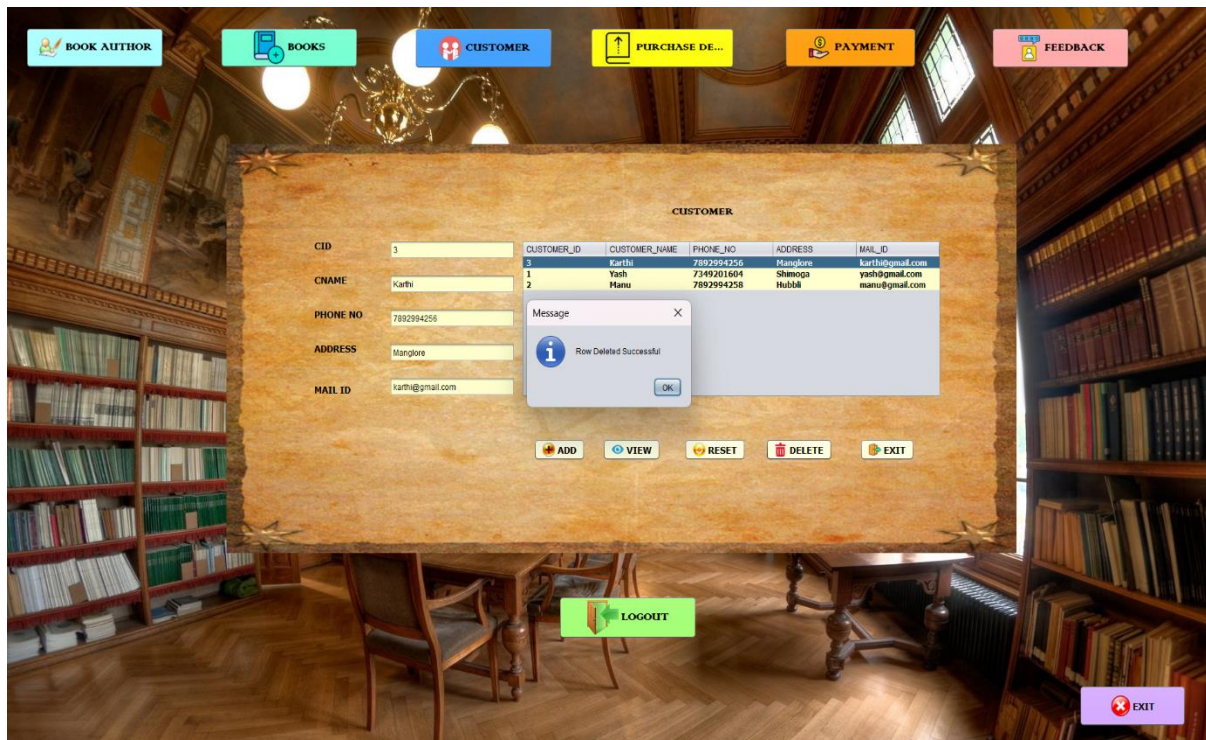 BOOK AUTHOR
BOOKS
CUSTOMER
PURCHASE DE...
PAYMENT
FEEDBACK
CUSTOMER
CID 3
CNAME Karthi
PHONE NO 7892994256
ADDRESS Manglore
MAIL ID karthi@gmail.com
CUSTOMER_ID CUSTOMER_NAME PHONE_NO ADDRESS MAIL_ID
3 Karthi 7892994256 Manglore karthi@gmail.com
1 Yash 7349201604 Shimoga yash@gmail.com
2 Manu 7892994258 Hubbli manu@gmail.com
Message
Row Deleted Successful
OK
ADD
VIEW
RESET
DELETE
EXIT
LOGOUT
EXIT